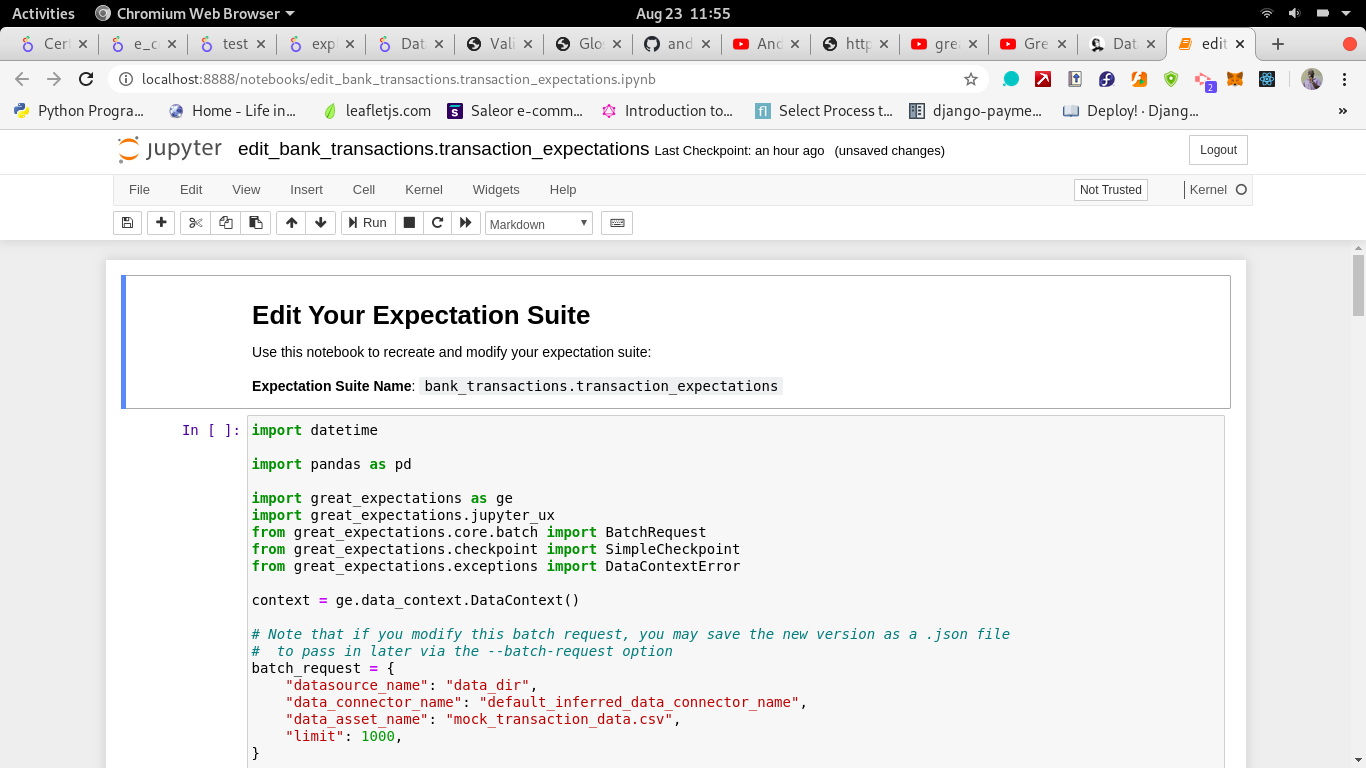 Activities Chromium Web Browser Aug 23 11:55
Cert e_c test expl Data Vali Glos and And http grea Gre Data edit
localhost:8888/notebooks/edit_bank_transactions.transaction_expectations.ipynb 2
Python Progra... Home - Life in... leafletjs.com Saleor e-comm... Introduction to... Select Process t... django-payme... Deploy! · Djang... »
jupyter edit_bank_transactions.transaction_expectations Last Checkpoint: an hour ago (unsaved changes) Logout
File Edit View Insert Cell Kernel Widgets Help Not Trusted Kernel
Run Markdown
Edit Your Expectation Suite
Use this notebook to recreate and modify your expectation suite:
Expectation Suite Name: bank_transactions.transaction_expectations
In [ ]: import datetime
import pandas as pd
import great_expectations as ge
import great_expectations.jupyter_ux
from great_expectations.core.batch import BatchRequest
from great_expectations.checkpoint import SimpleCheckpoint
from great_expectations.exceptions import DataContextError
context = ge.data_context.DataContext()
# Note that if you modify this batch request, you may save the new version as a .json file
#  to pass in later via the --batch-request option
batch_request = {
    "datasource_name": "data_dir",
    "data_connector_name": "default_inferred_data_connector_name",
    "data_asset_name": "mock_transaction_data.csv",
    "limit": 1000,
}